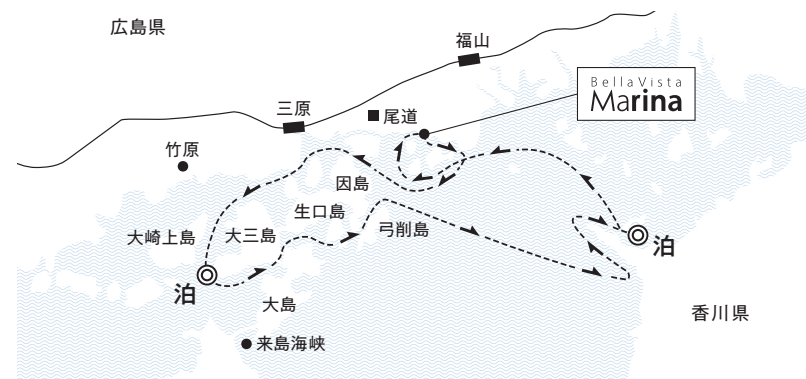 広島県
福山
BellaVista
Marina
三原
尾道
竹原
因島
生口島
大崎上島
大三島
弓削島
泊
泊
大島
香川県
来島海峡